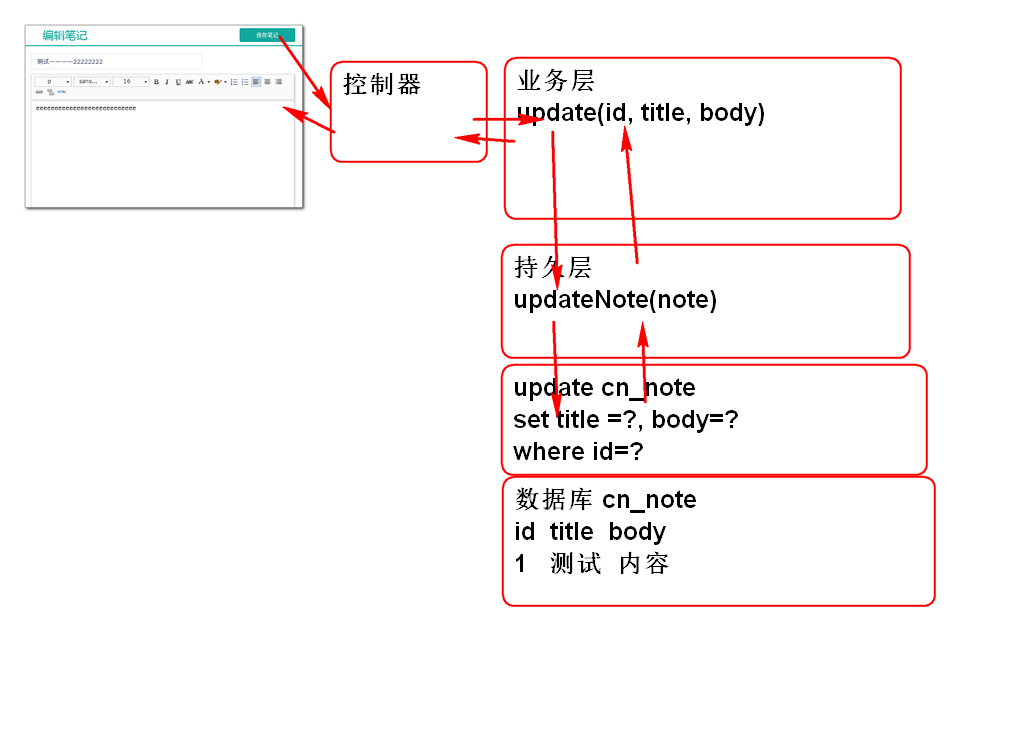 编辑笔记
保存笔记
测试————22222222
p
sans...
16
B I U ABC A
控制器
业务层
update(id, title, body)
持久层
updateNote(note)
update cn_note
set title =?, body=?
where id=?
数据库 cn_note
id title body
1 测试 内容